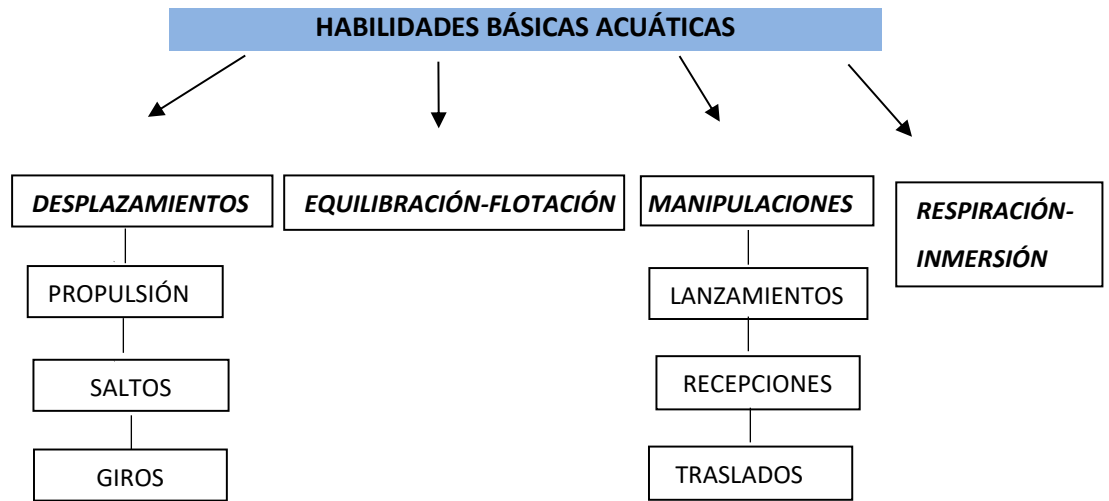 HABILIDADES BÁSICAS ACUÁTICAS
DESPLAZAMIENTOS
EQUILIBRACIÓN-FLOTACIÓN
MANIPULACIONES
RESPIRACIÓN-
INMERSIÓN
PROPULSIÓN
SALTOS
GIROS
LANZAMIENTOS
RECEPCIONES
TRASLADOS